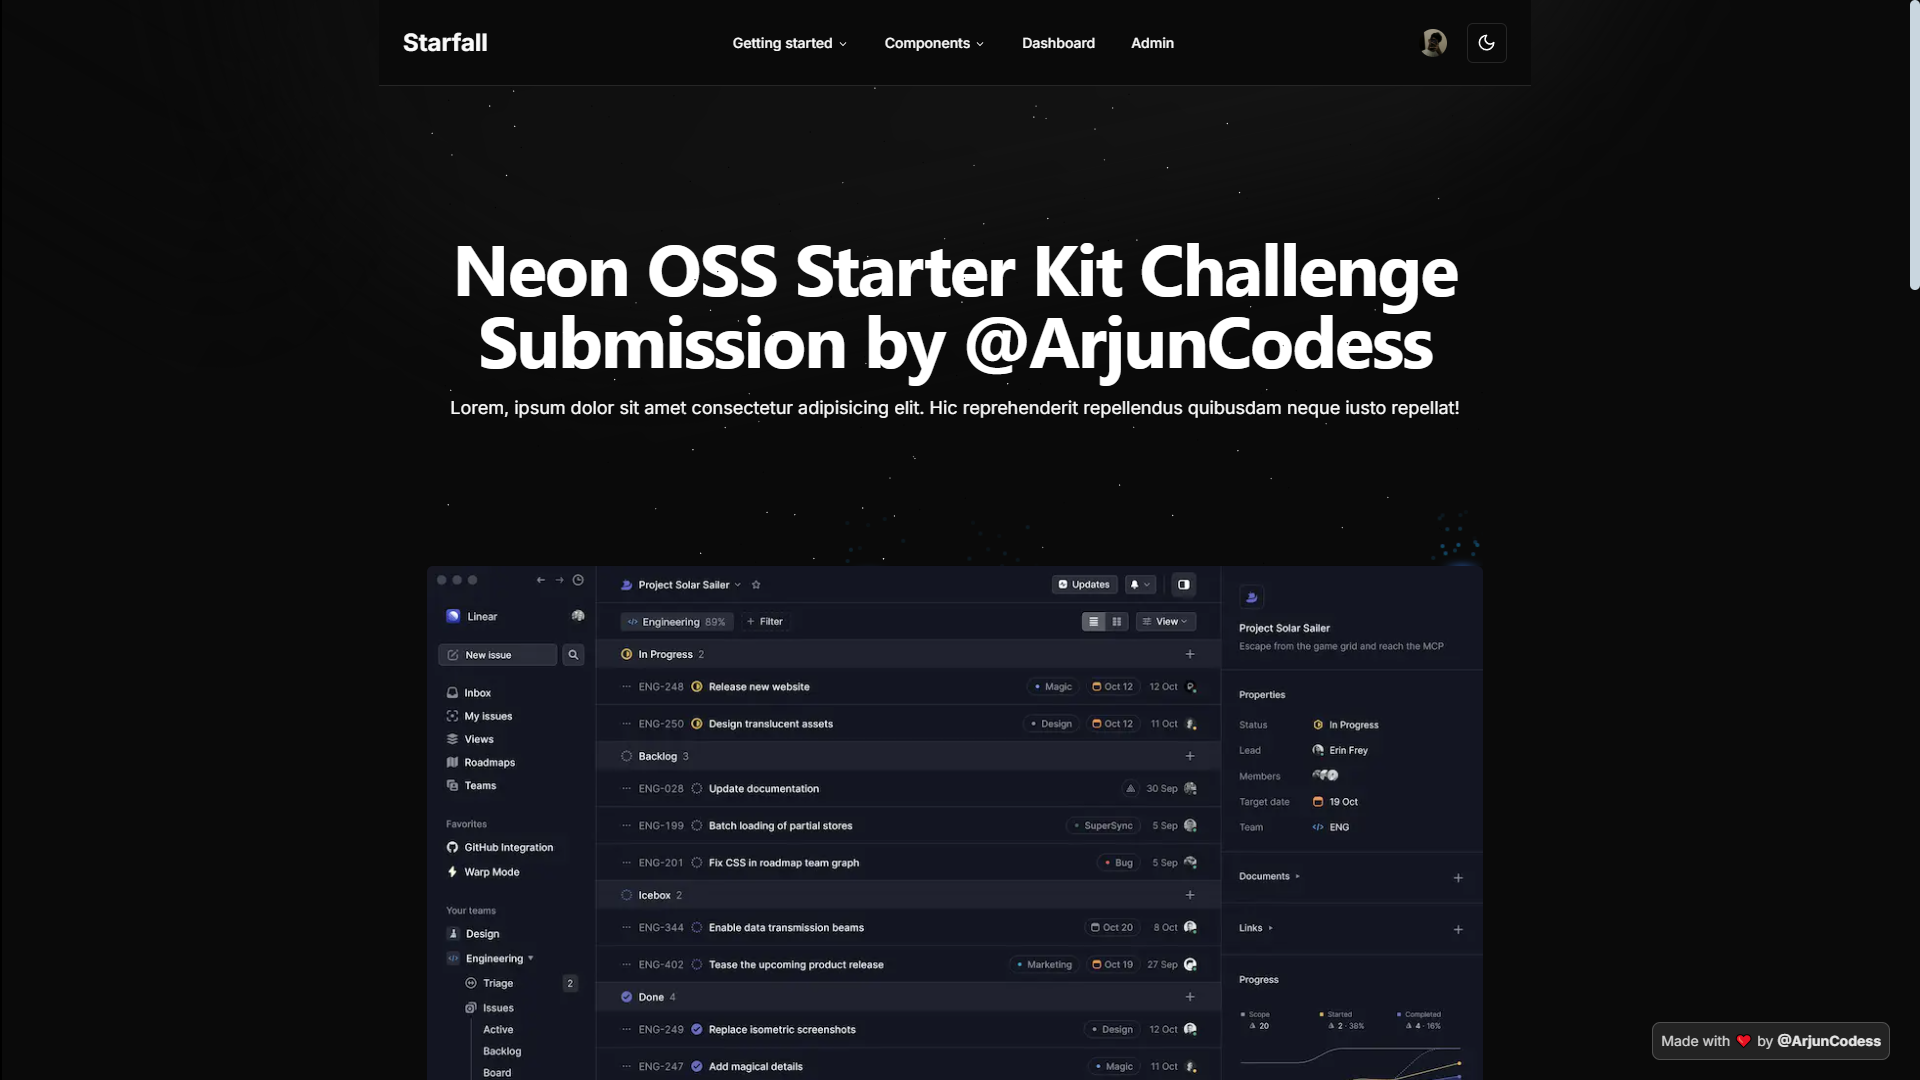 Starfall
Getting started
Components
Dashboard
Admin
Neon OSS Starter Kit Challenge
Submission by @ArjunCodess
Lorem, ipsum dolor sit amet consectetur adipisicing elit. Hic reprehenderit repellendus quibusdam neque iusto repellat!
Linear
New issue
Inbox
My issues
Views
Roadmaps
Teams
Favorites
GitHub Integration
Warp Mode
Your teams
Design
Engineering
Triage 2
Issues
Active
Backlog
Board
Project Solar Sailer
Updates
Engineering 89%
Filter
View
In Progress 2
ENG-248 Release new website Magic Oct 12 12 Oct
ENG-250 Design translucent assets Design Oct 12 11 Oct
Backlog 3
ENG-028 Update documentation 30 Sep
ENG-199 Batch loading of partial stores SuperSync 5 Sep
ENG-201 Fix CSS in roadmap team graph Bug 5 Sep
Icebox 2
ENG-344 Enable data transmission beams Oct 20 8 Oct
ENG-402 Tease the upcoming product release Marketing Oct 19 27 Sep
Done 4
ENG-249 Replace isometric screenshots Design 12 Oct
ENG-247 Add magical details Magic 11 Oct
Project Solar Sailer
Escape from the game grid and reach the MCP
Properties
Status In Progress
Lead Erin Frey
Members
Target date 19 Oct
Team ENG
Documents
Links
Progress
Scope Started Completed
20 2 · 38% 4 · 16%
Made with ❤️ by @ArjunCodess